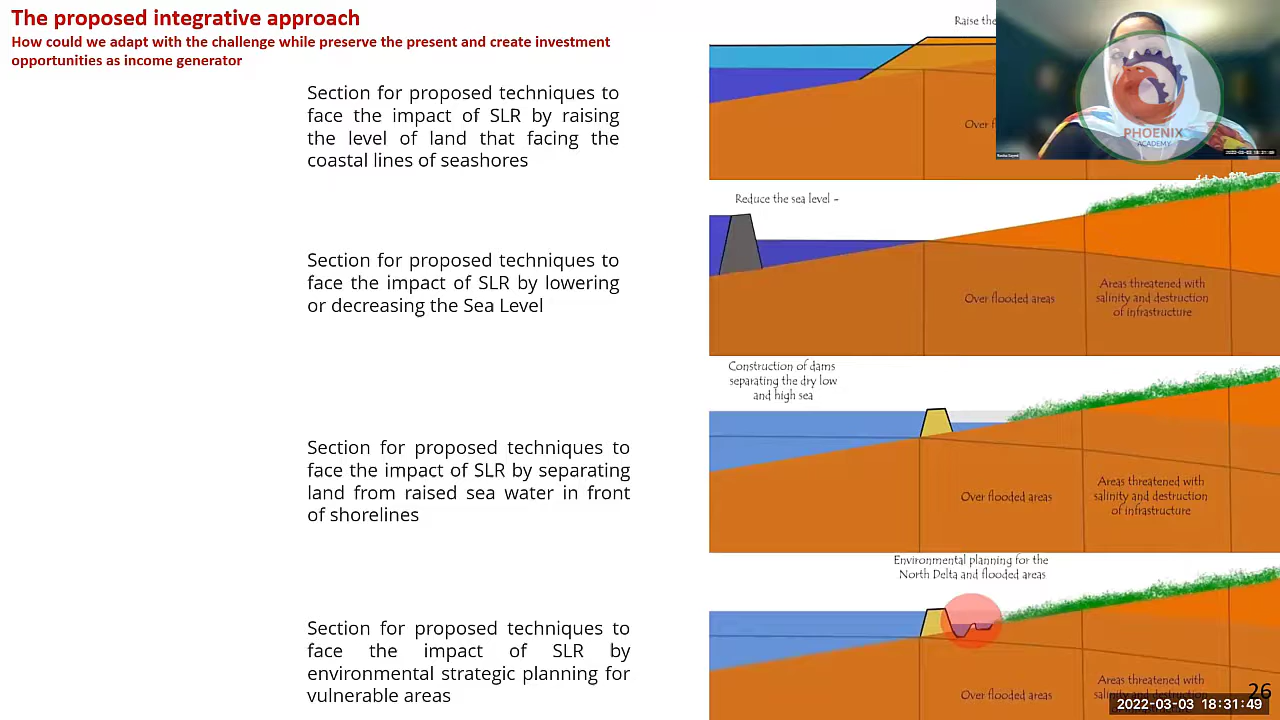 The proposed integrative approach
How could we adapt with the challenge while preserve the present and create investment
opportunities as income generator
Section for proposed techniques to
face the impact of SLR by raising
the level of land that facing the
coastal lines of seashores
Raise the
Over f
PHOENIX
ACADEMY
Section for proposed techniques to
face the impact of SLR by lowering
or decreasing the Sea Level
Reduce the sea level -
Over flooded areas
Areas threatened with
salinity and destruction
of infrastructure
Section for proposed techniques to
face the impact of SLR by separating
land from raised sea water in front
of shorelines
Construction of dams
separating the dry low
and high sea
Over flooded areas
Areas threatened with
salinity and destruction
of infrastructure
Section for proposed techniques to
face the impact of SLR by
environmental strategic planning for
vulnerable areas
Environmental planning for the
North Delta and flooded areas
Over flooded areas
Areas threatened with
salinity and destruction
26
2022-03-03 18:31:49